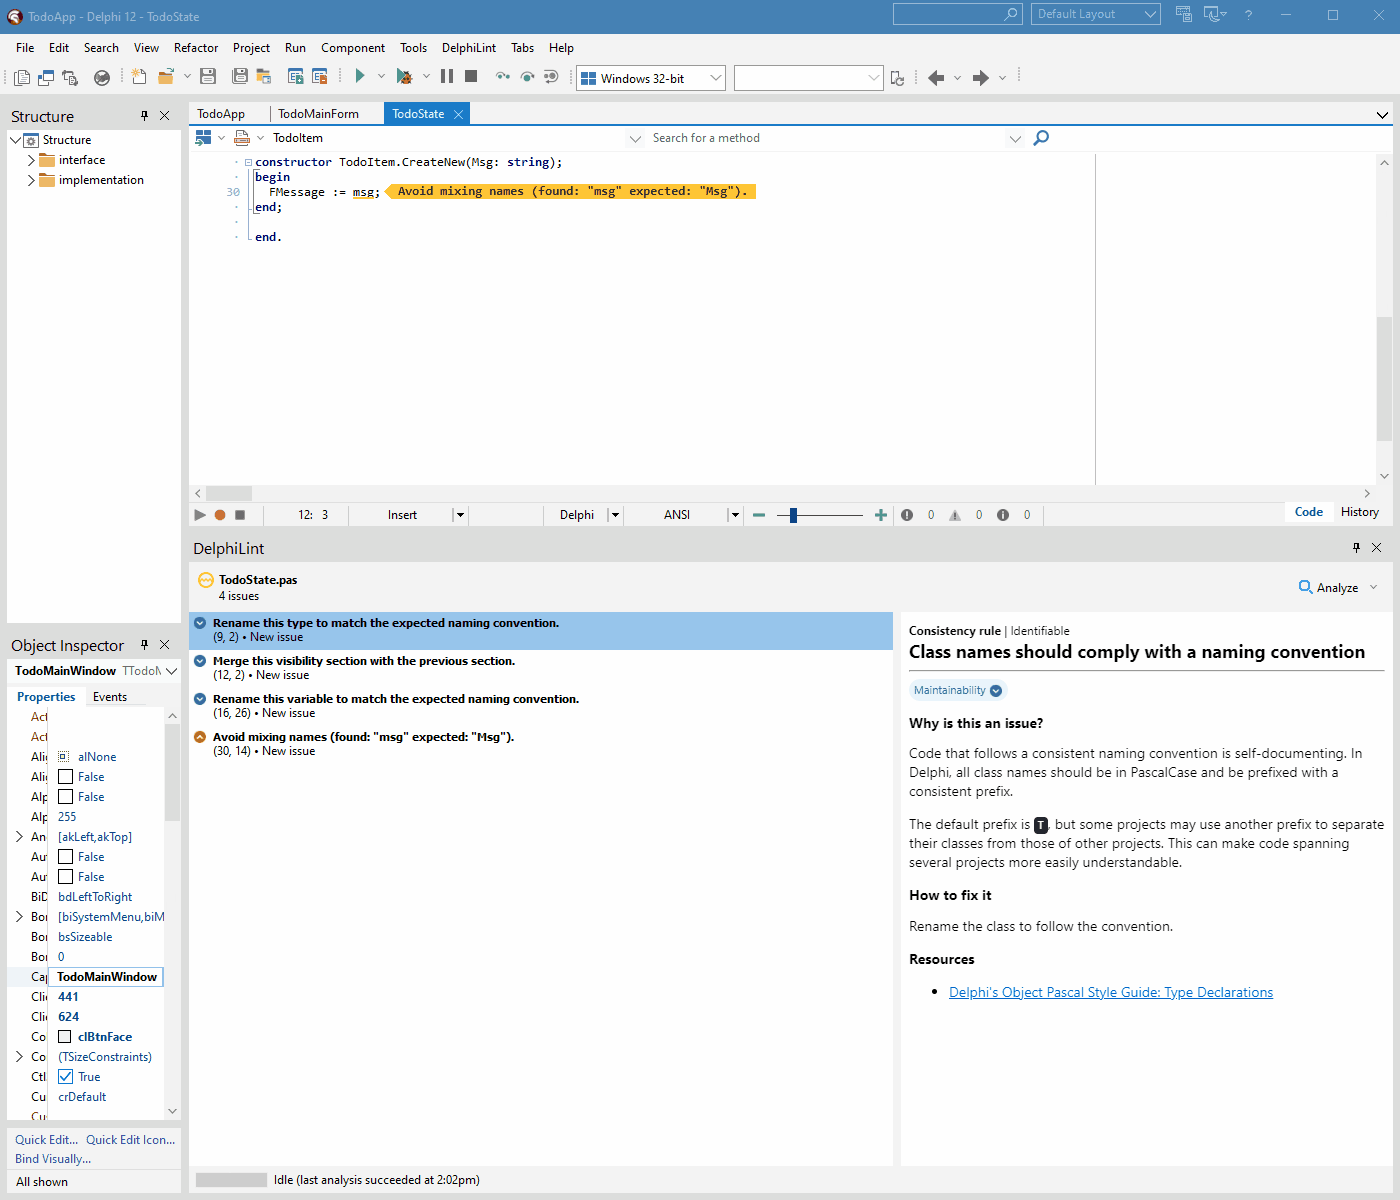 TodoApp - Delphi 12 - TodoState
Default Layout
?
File Edit Search View Refactor Project Run Component Tools DelphiLint Tabs Help
Windows 32-bit
Structure
Structure
interface
implementation
TodoApp TodoMainForm TodoState
TodoItem Search for a method
constructor TodoItem.CreateNew(Msg: string);
begin
30 FMessage := msg; Avoid mixing names (found: "msg" expected: "Msg").
end;
end.
12: 3 Insert Delphi ANSI 0 0 0 Code History
DelphiLint
TodoState.pas
4 issues
Analyze
Rename this type to match the expected naming convention.
(9, 2) • New issue
Merge this visibility section with the previous section.
(12, 2) • New issue
Rename this variable to match the expected naming convention.
(16, 26) • New issue
Avoid mixing names (found: "msg" expected: "Msg").
(30, 14) • New issue
Consistency rule | Identifiable
Class names should comply with a naming convention
Maintainability
Why is this an issue?
Code that follows a consistent naming convention is self-documenting. In
Delphi, all class names should be in PascalCase and be prefixed with a
consistent prefix.
The default prefix is T, but some projects may use another prefix to separate
their classes from those of other projects. This can make code spanning
several projects more easily understandable.
How to fix it
Rename the class to follow the convention.
Resources
• Delphi's Object Pascal Style Guide: Type Declarations
Idle (last analysis succeeded at 2:02pm)
Object Inspector
TodoMainWindow TTodoM
Properties Events
Act
Act
Alig alNone
Alig False
Alp False
Alp 255
An [akLeft,akTop]
Aut False
Aut False
BiD bdLeftToRight
Bor [biSystemMenu,biM
Bor bsSizeable
Bor 0
Cap TodoMainWindow
Clie 441
Clie 624
Col clBtnFace
Co (TSizeConstraints)
Ctl True
Cu crDefault
Cus
Quick Edit... Quick Edit Icon...
Bind Visually...
All shown